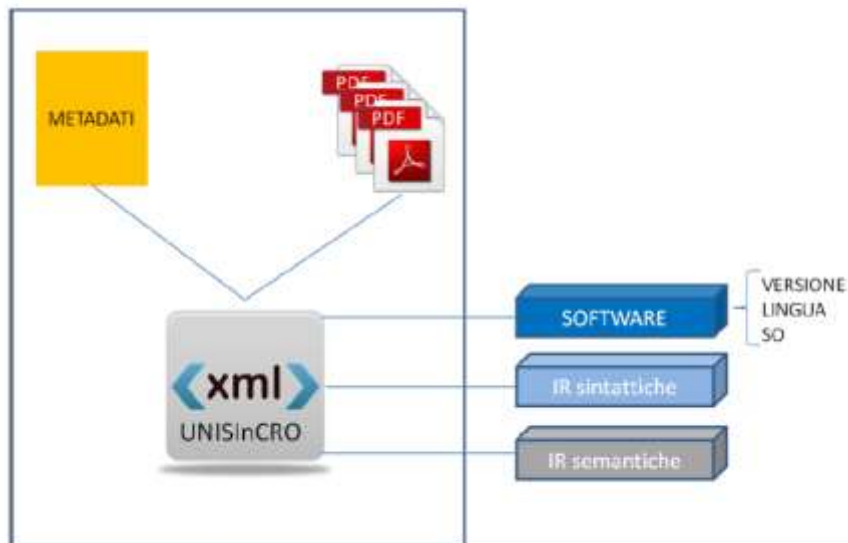 METADATI
PDF
PDF
PDF
xml
UNISInCRO
SOFTWARE
VERSIONE
LINGUA
SO
IR sintattiche
IR semantiche